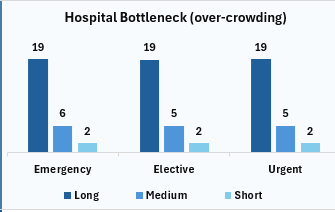 Hospital Bottleneck (over-crowding)
19 19 19
6 5 5
2 2 2
Emergency Elective Urgent
Long Medium Short